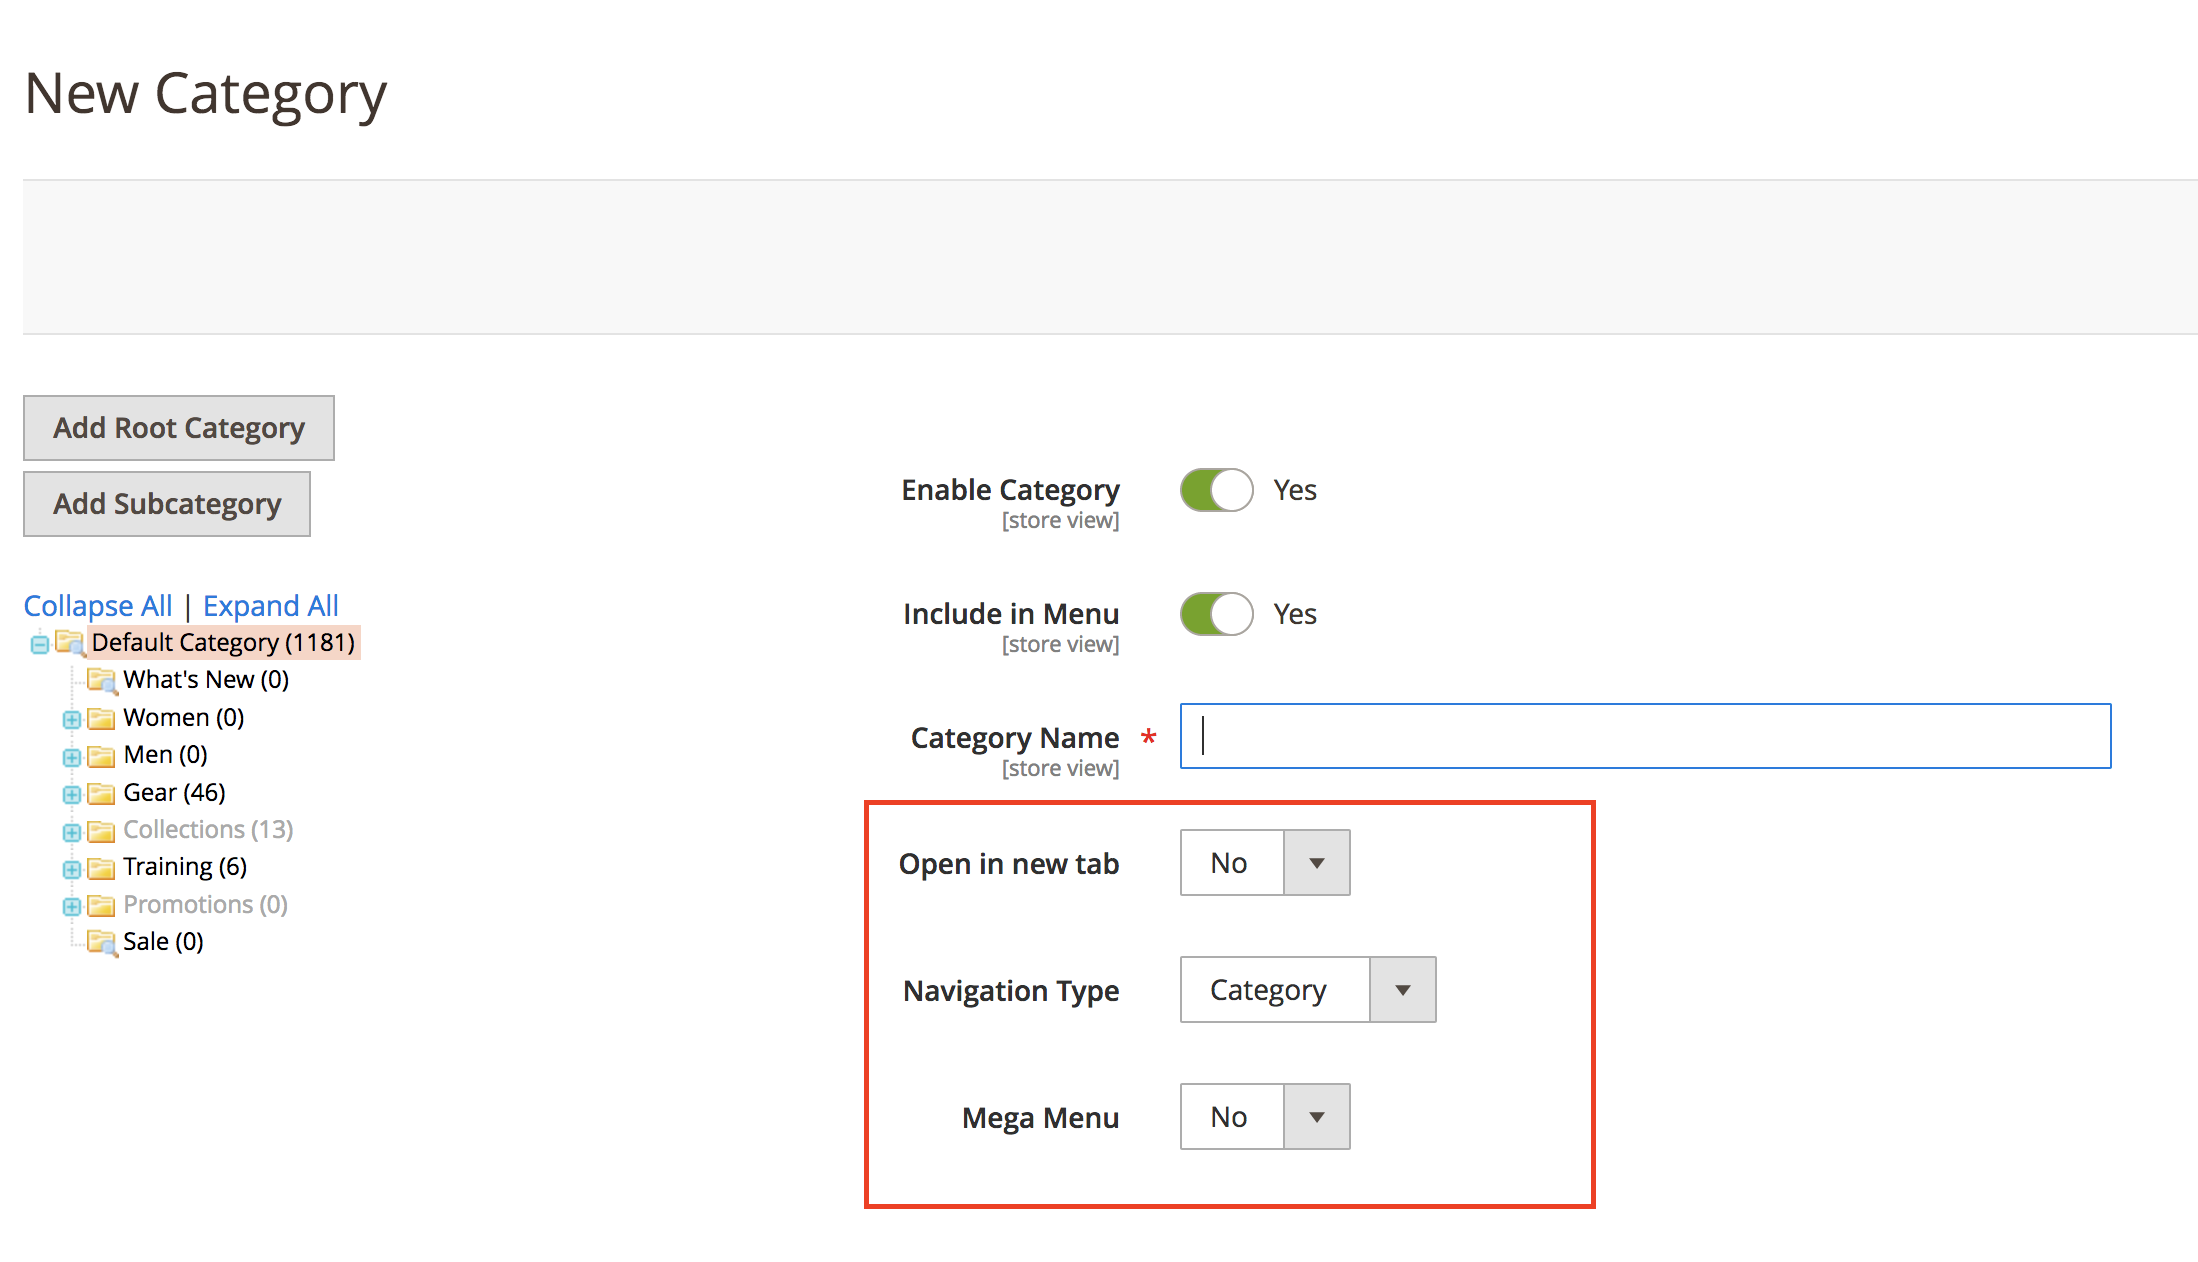 New Category
Add Root Category
Add Subcategory
Collapse All | Expand All
Default Category (1181)
What's New (0)
Women (0)
Men (0)
Gear (46)
Collections (13)
Training (6)
Promotions (0)
Sale (0)
Enable Category
[store view]
Yes
Include in Menu
[store view]
Yes
Category Name *
[store view]
Open in new tab
No
Navigation Type
Category
Mega Menu
No